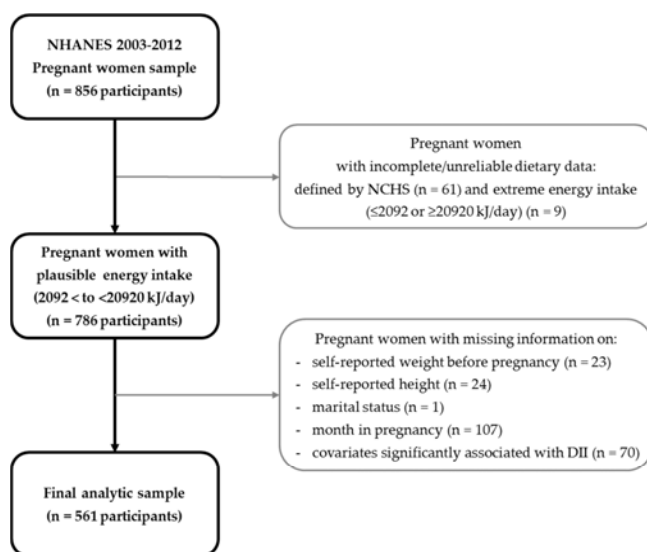 NHANES 2003-2012
Pregnant women sample
(n = 856 participants)
Pregnant women
with incomplete/unreliable dietary data:
defined by NCHS (n = 61) and extreme energy intake
(≤2092 or ≥20920 kJ/day) (n = 9)
Pregnant women with
plausible energy intake
(2092 < to <20920 kJ/day)
(n = 786 participants)
Pregnant women with missing information on:
- self-reported weight before pregnancy (n = 23)
- self-reported height (n = 24)
- marital status (n = 1)
- month in pregnancy (n = 107)
- covariates significantly associated with DII (n = 70)
Final analytic sample
(n = 561 participants)